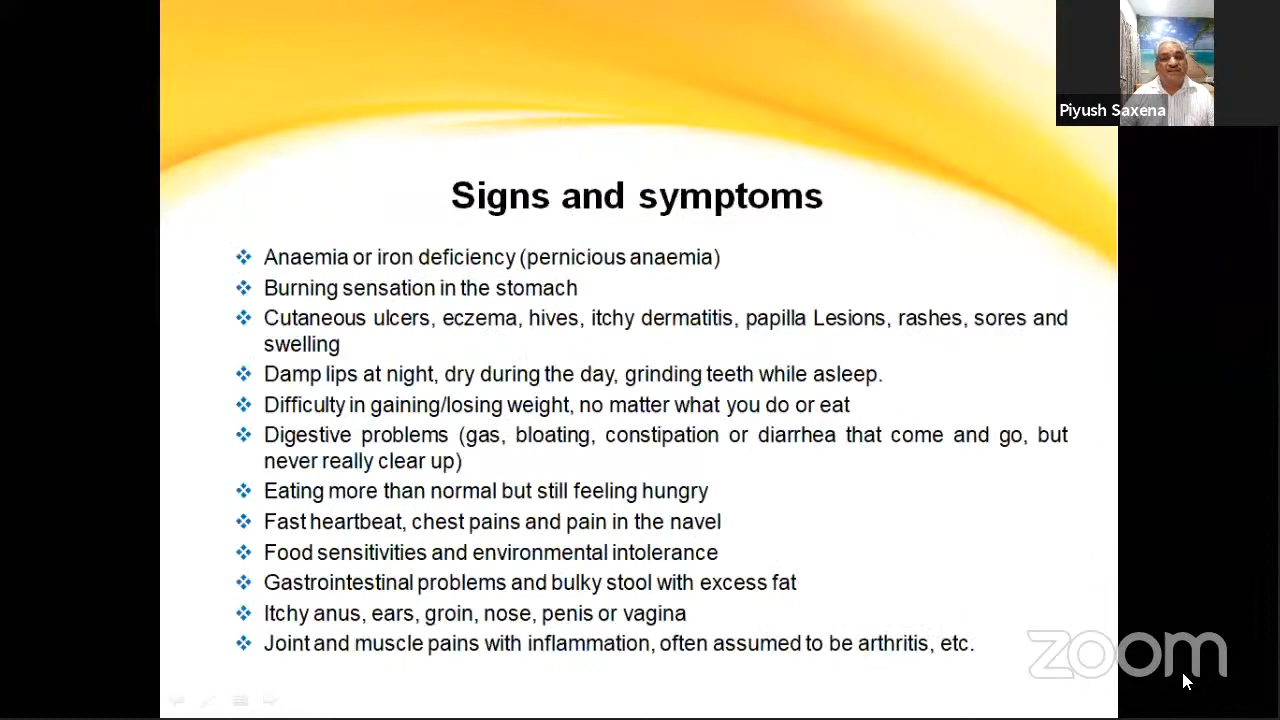 Piyush Saxena
Signs and symptoms
Anaemia or iron deficiency (pernicious anaemia)
Burning sensation in the stomach
Cutaneous ulcers, eczema, hives, itchy dermatitis, papilla Lesions, rashes, sores and
swelling
Damp lips at night, dry during the day, grinding teeth while asleep.
Difficulty in gaining/losing weight, no matter what you do or eat
Digestive problems (gas, bloating, constipation or diarrhea that come and go, but
never really clear up)
Eating more than normal but still feeling hungry
Fast heartbeat, chest pains and pain in the navel
Food sensitivities and environmental intolerance
Gastrointestinal problems and bulky stool with excess fat
Itchy anus, ears, groin, nose, penis or vagina
Joint and muscle pains with inflammation, often assumed to be arthritis, etc.
zoom